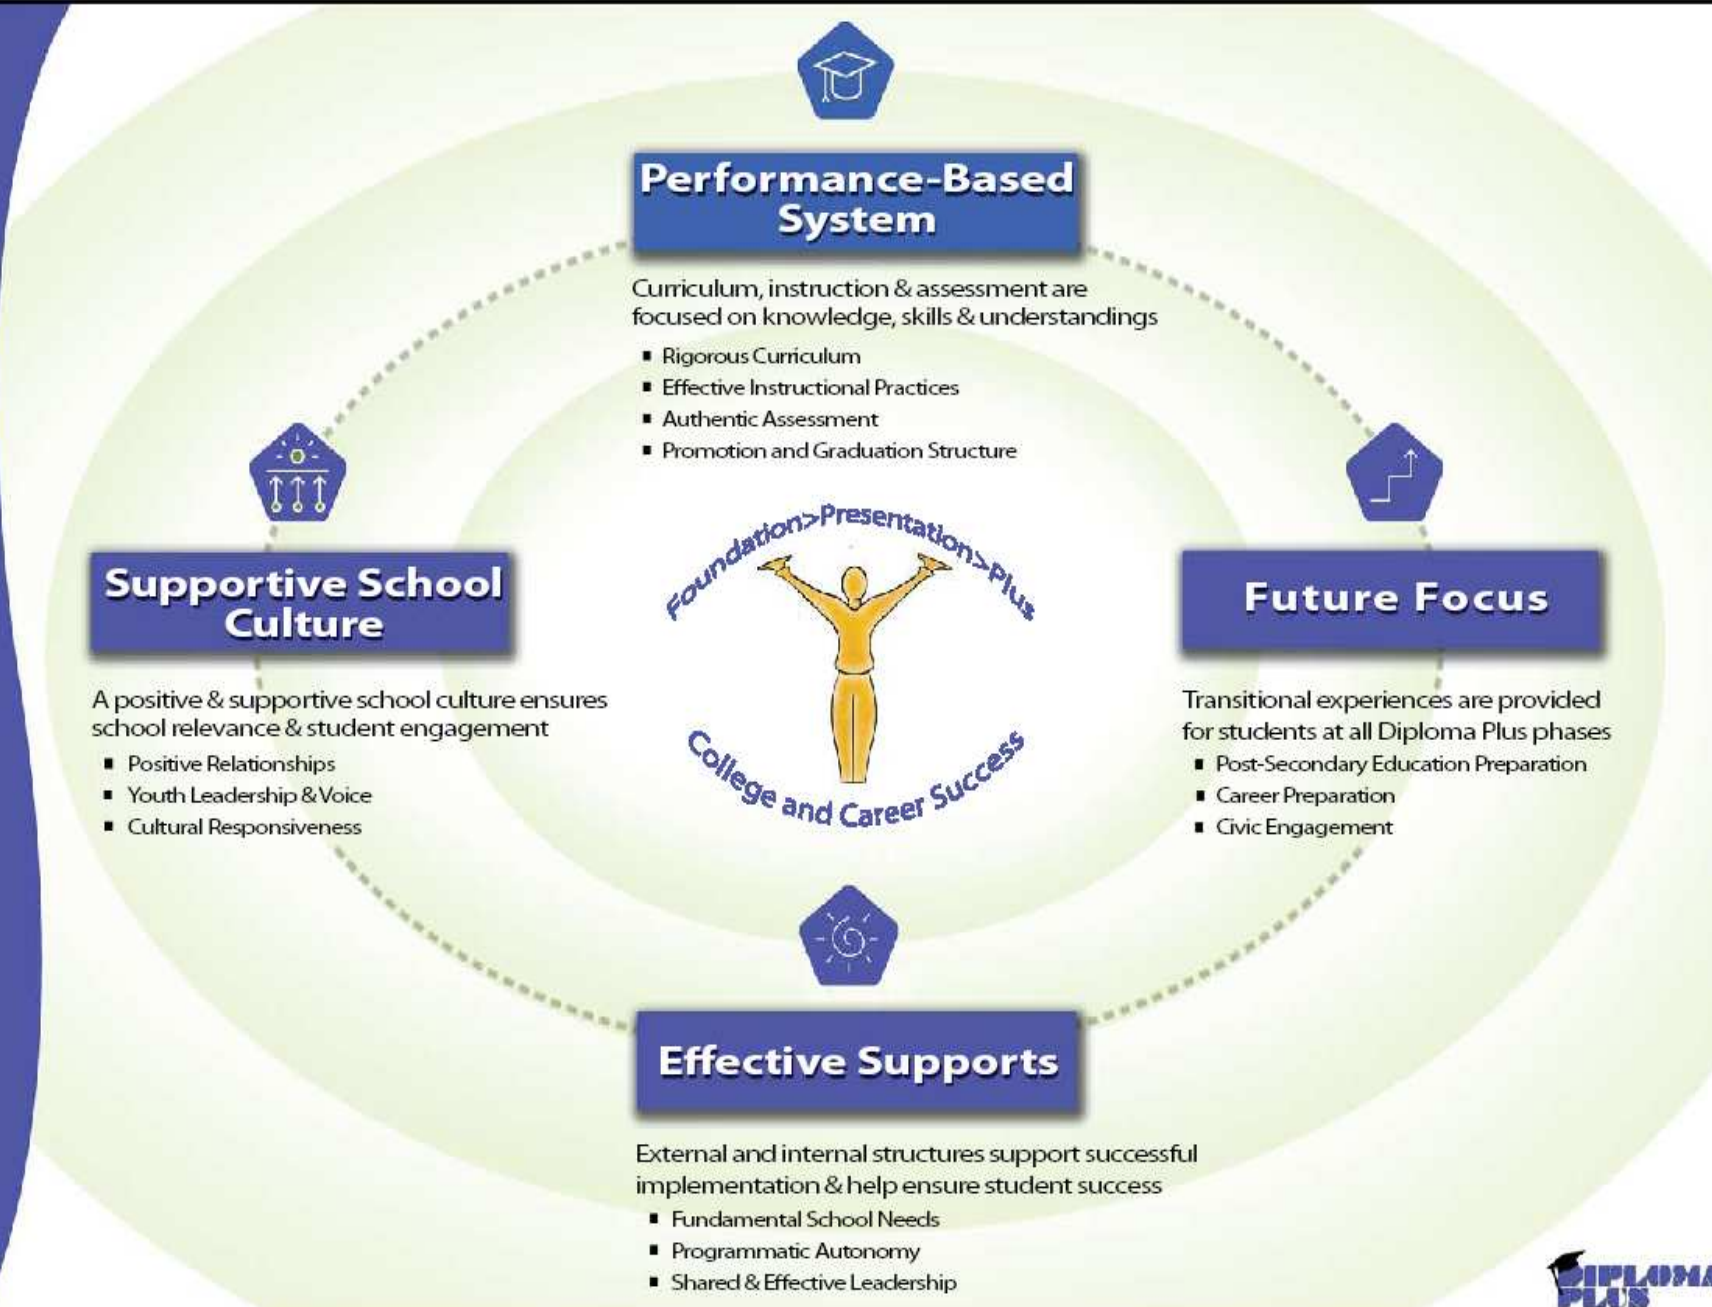 Performance-Based
System
Curriculum, instruction & assessment are
focused on knowledge, skills & understandings
▪ Rigorous Curriculum
▪ Effective Instructional Practices
▪ Authentic Assessment
▪ Promotion and Graduation Structure
Supportive School
Culture
A positive & supportive school culture ensures
school relevance & student engagement
▪ Positive Relationships
▪ Youth Leadership & Voice
▪ Cultural Responsiveness
Foundation>Presentation>Plus
College and Career Success
Future Focus
Transitional experiences are provided
for students at all Diploma Plus phases
▪ Post-Secondary Education Preparation
▪ Career Preparation
▪ Civic Engagement
Effective Supports
External and internal structures support successful
implementation & help ensure student success
▪ Fundamental School Needs
▪ Programmatic Autonomy
▪ Shared & Effective Leadership
DIPLOMA
PLUS